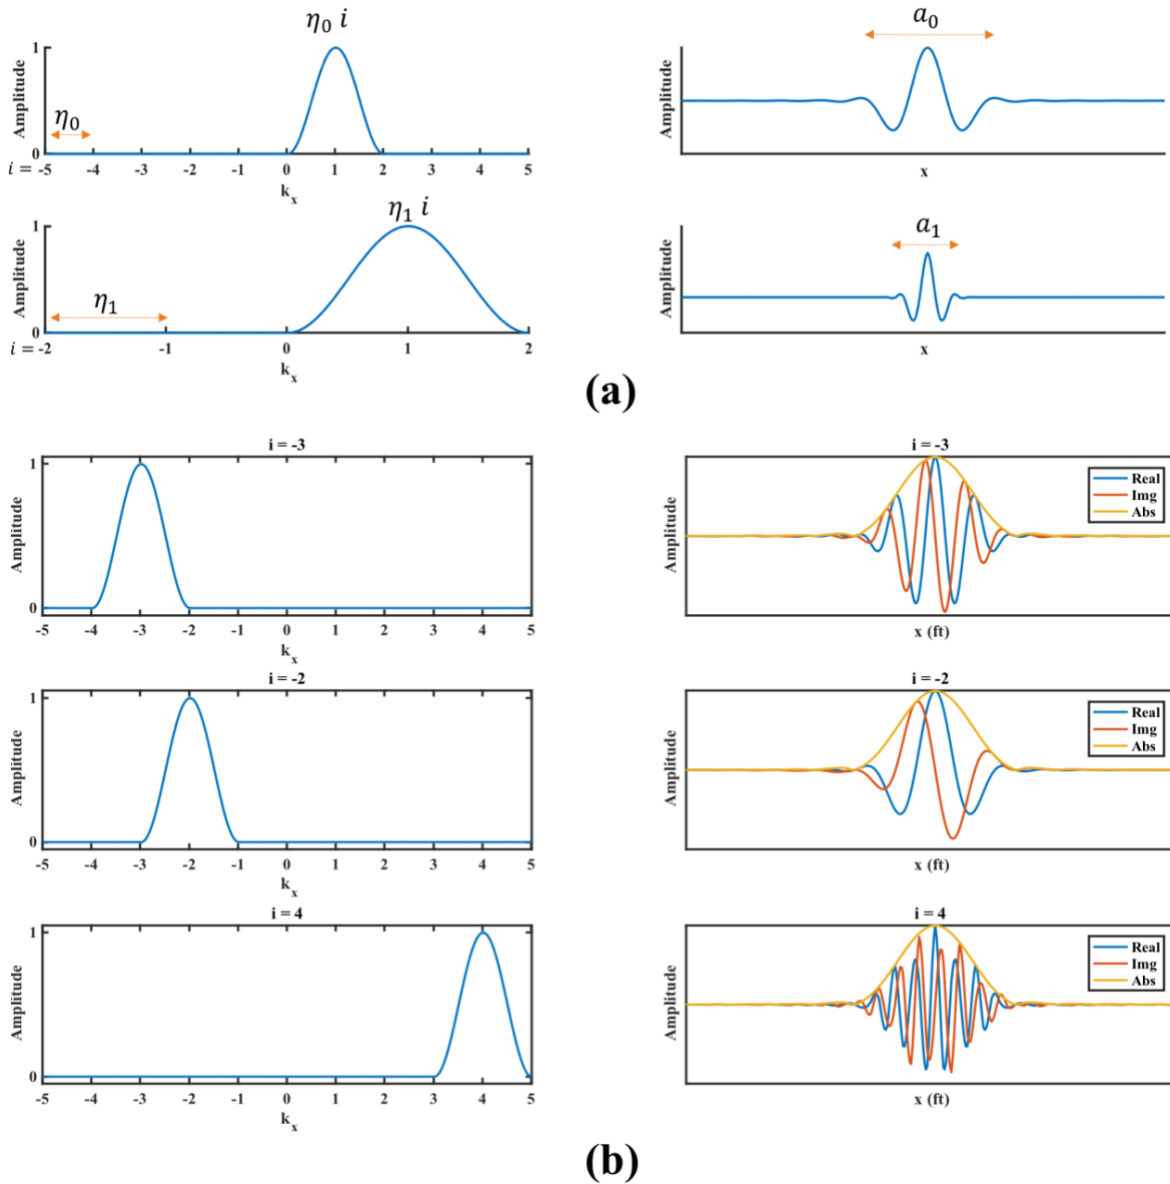 η₀ i
a₀
Amplitude
1
η₀
0
i = -5 -4 -3 -2 -1 0 1 2 3 4 5
kₓ
Amplitude
x
η₁ i
a₁
Amplitude
1
η₁
0
i = -2 -1 0 1 2
kₓ
Amplitude
x
(a)
i = -3
Amplitude
1
0
-5 -4 -3 -2 -1 0 1 2 3 4 5
kₓ
i = -3
Amplitude
Real
Img
Abs
x (ft)
i = -2
Amplitude
1
0
-5 -4 -3 -2 -1 0 1 2 3 4 5
kₓ
i = -2
Amplitude
Real
Img
Abs
x (ft)
i = 4
Amplitude
1
0
-5 -4 -3 -2 -1 0 1 2 3 4 5
kₓ
i = 4
Amplitude
Real
Img
Abs
x (ft)
(b)